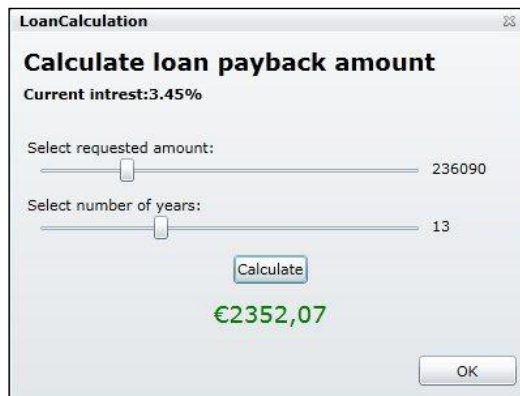 LoanCalculation
Calculate loan payback amount
Current intrest:3.45%
Select requested amount:
236090
Select number of years:
13
Calculate
€2352,07
OK